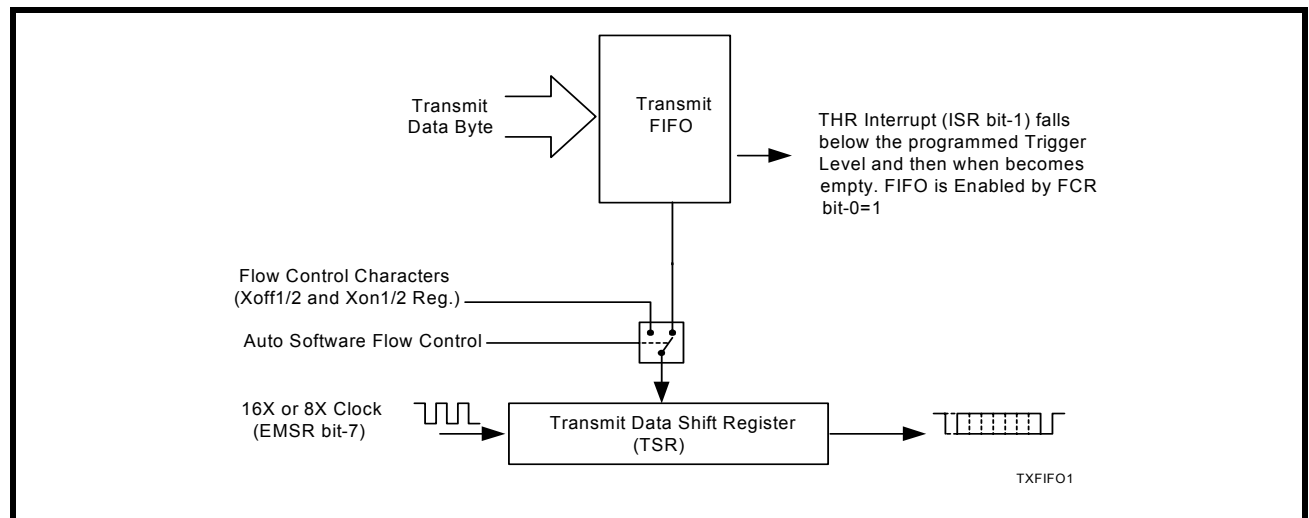 Transmit
Data Byte
Transmit
FIFO
THR Interrupt (ISR bit-1) falls
below the programmed Trigger
Level and then when becomes
empty. FIFO is Enabled by FCR
bit-0=1
Flow Control Characters
(Xoff1/2 and Xon1/2 Reg.)
Auto Software Flow Control
16X or 8X Clock
(EMSR bit-7)
Transmit Data Shift Register
(TSR)
TXFIFO1